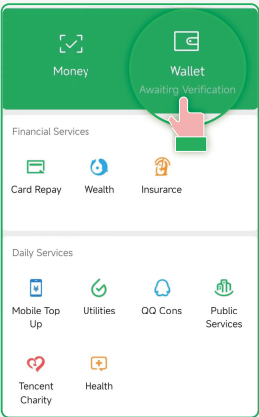 Money Wallet
Awaiting Verification
Financial Services
Card Repay Wealth Insurance
Daily Services
Mobile Top Up Utilities QQ Cons Public Services
Tencent Charity Health